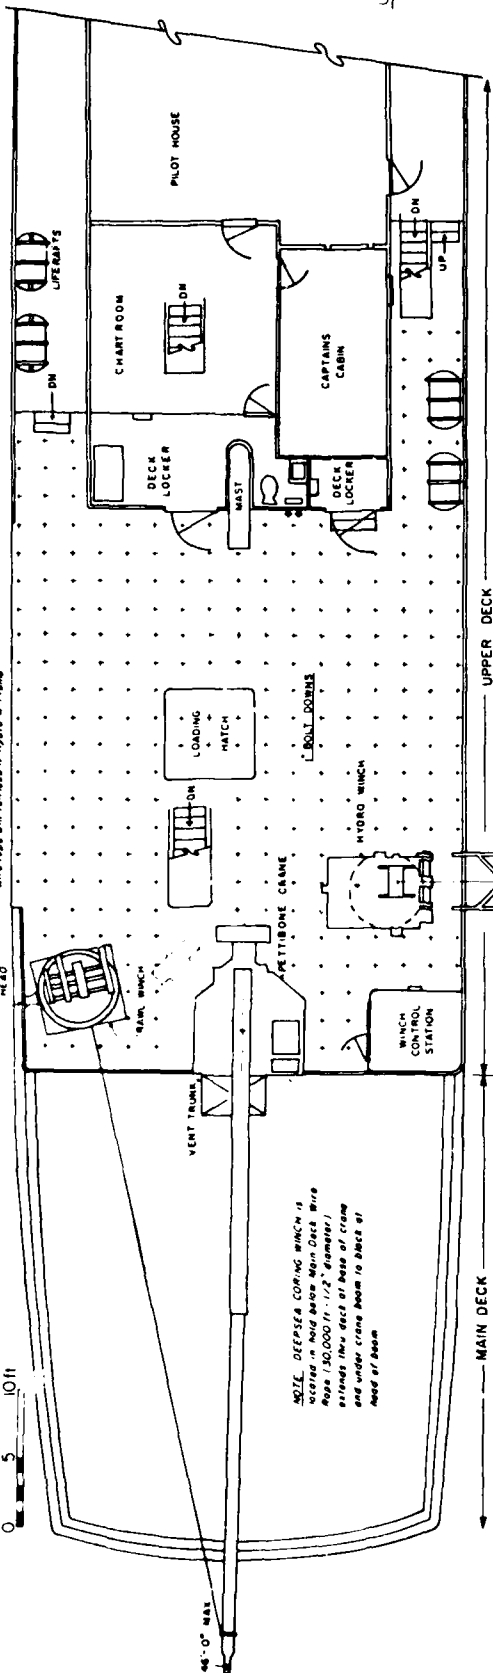 PILOT HOUSE
LIFERAFTS
DN
CHART ROOM
DN
DN
UP
CAPTAINS
CABIN
DN
DECK
LOCKER
MAST
DECK
LOCKER
LOADING
HATCH
BOLT DOWNS
DN
HYDRO WINCH
PETTIBONE CRANE
HEAD
TRAWL WINCH
WINCH
CONTROL
STATION
VENT TRUNK
NOTE DEEPSEA CORING WINCH is
located in hold below Main Deck Wire
Rope (30,000 ft - 1/2" diameter)
extends thru deck at base of crane
and under crane boom to block at
head of boom
46'-0" MAX
0 5 10ft
MAIN DECK
UPPER DECK